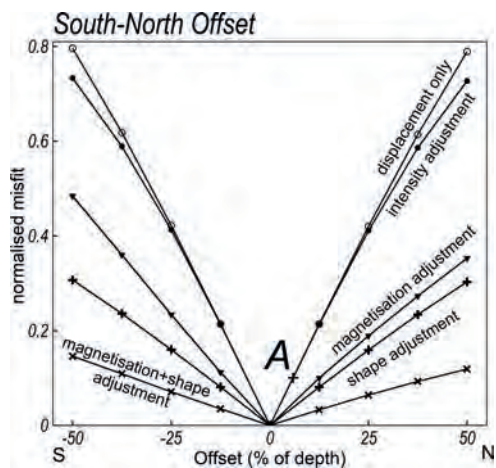 South-North Offset
0.8
0.6
0.4
0.2
0
normalised misfit
displacement only
intensity adjustment
magnetisation adjustment
shape adjustment
magnetisation+shape
adjustment
A
-50 -25 0 25 50
S Offset (% of depth) N